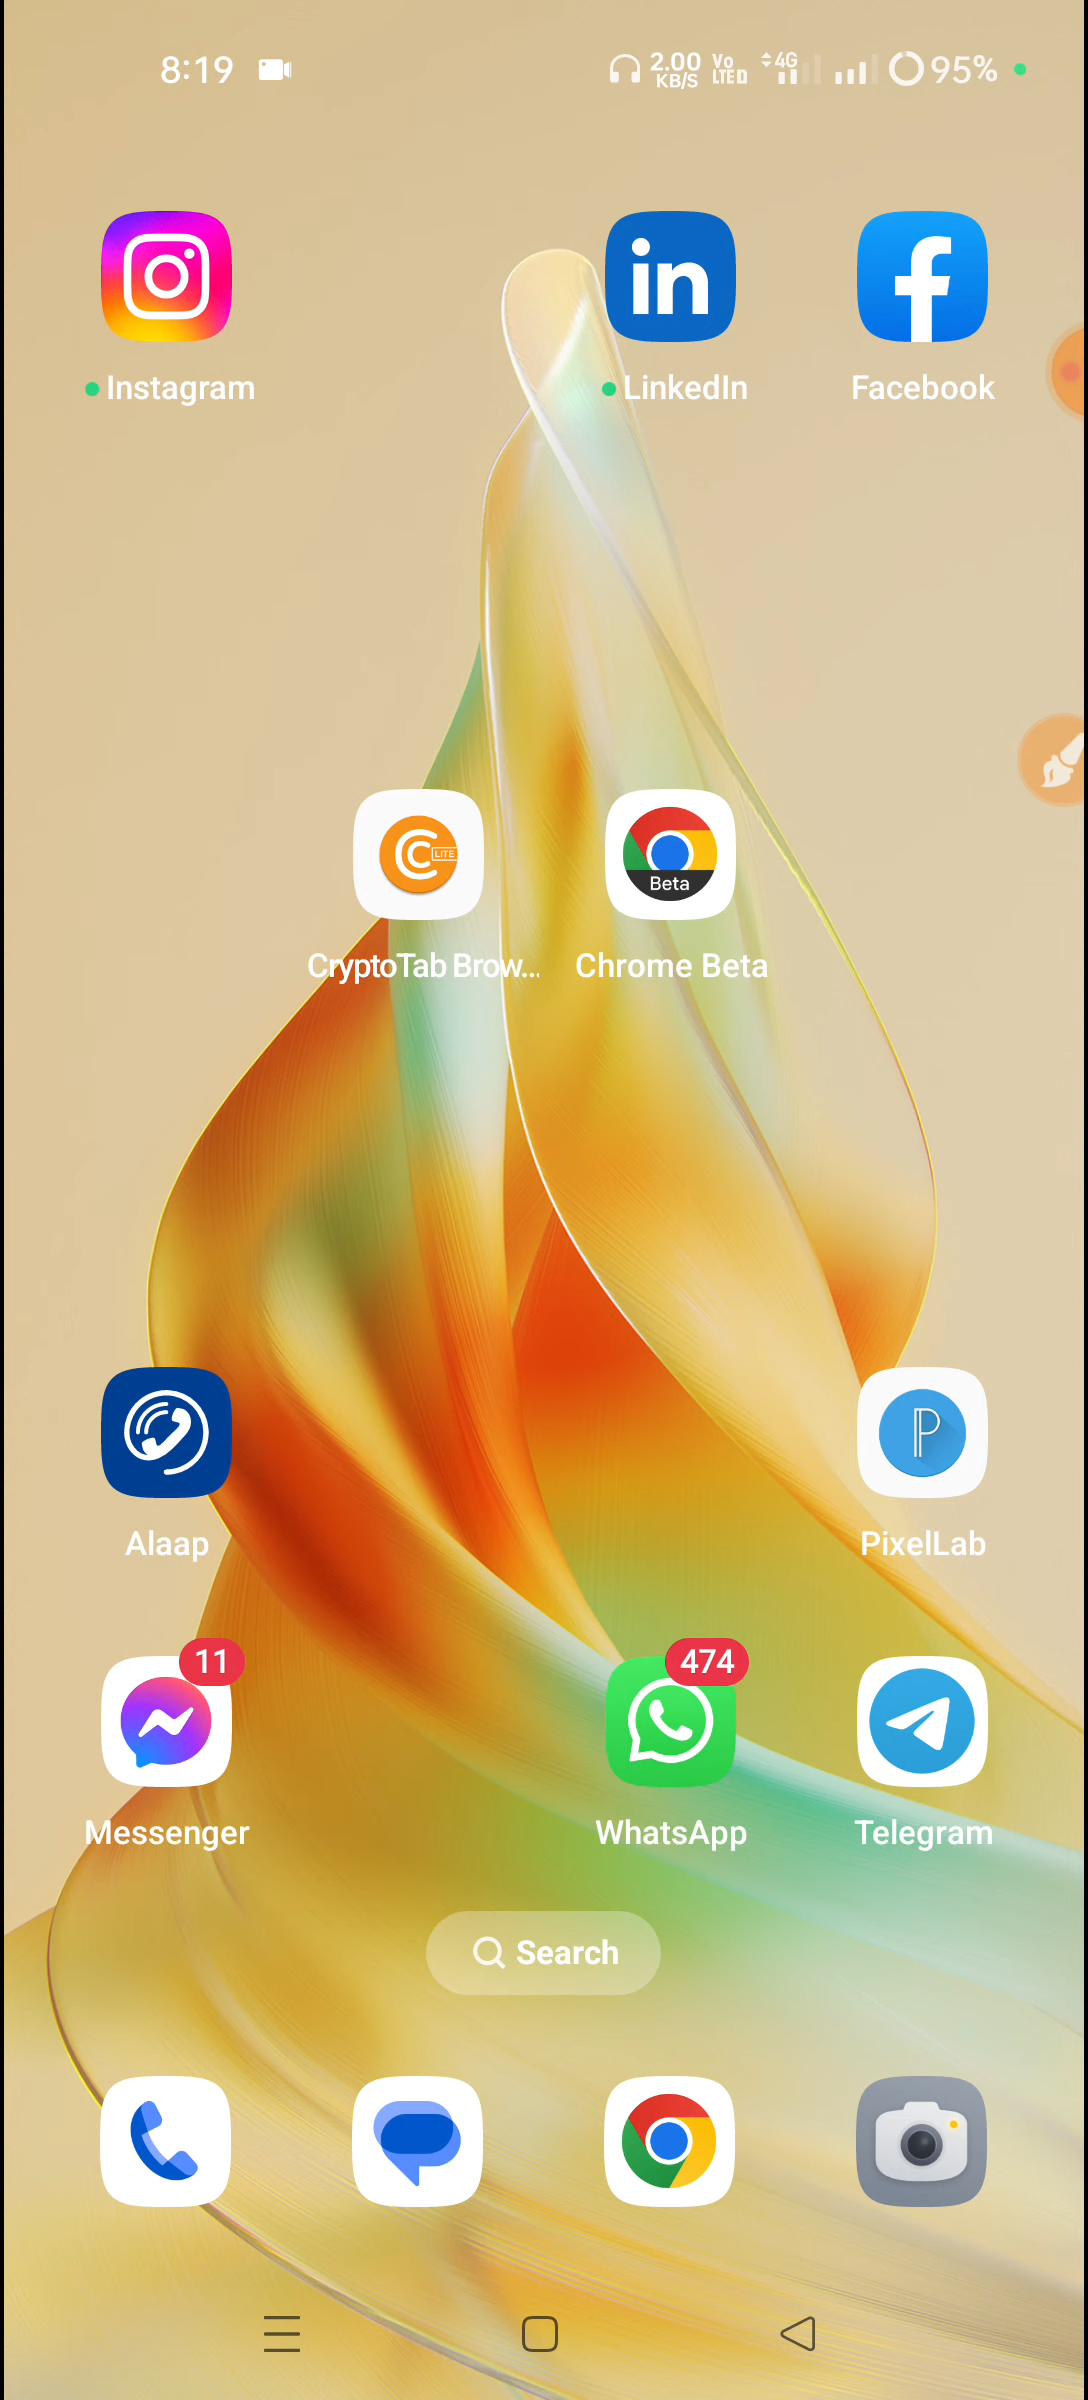 8:19 2.00 KB/S Vo LTE D 4G 95%
Instagram LinkedIn Facebook
LITE Beta
CryptoTab Brow... Chrome Beta
Alaap PixelLab
11 474
Messenger WhatsApp Telegram
Search